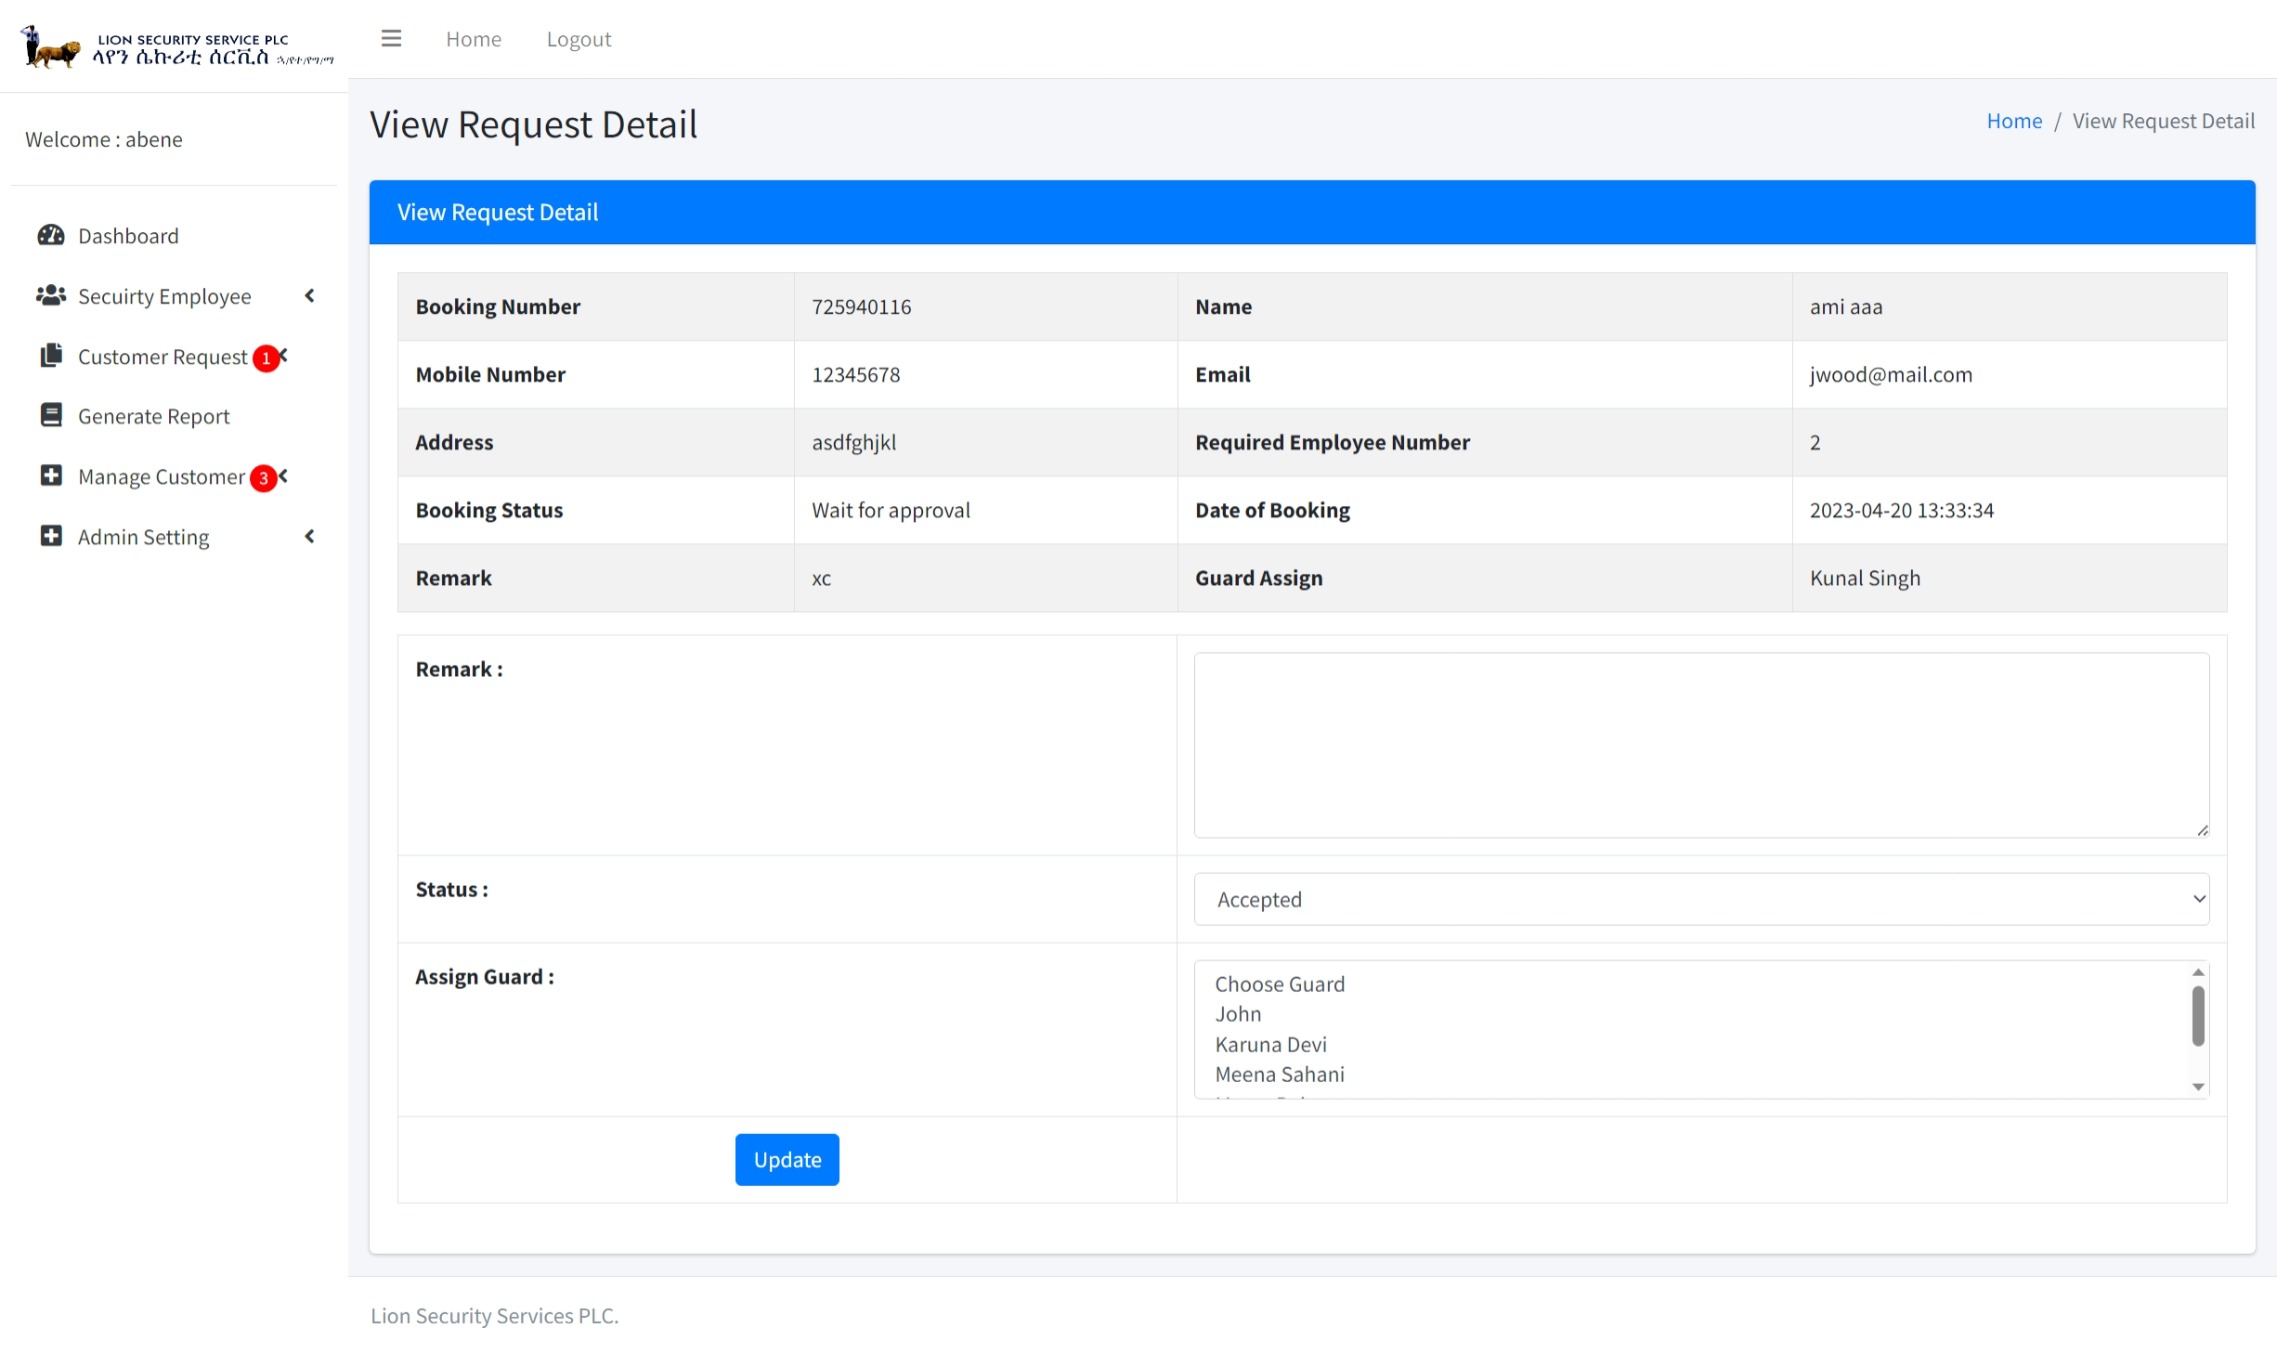 LION SECURITY SERVICE PLC
ላየን ሴኩሪቲ ሰርቪስ ኃ/የተ/የግ/ማ
Home
Logout
Welcome : abene
View Request Detail
Home / View Request Detail
Dashboard
Secuirty Employee
Customer Request 1
Generate Report
Manage Customer 3
Admin Setting
View Request Detail
Booking Number 725940116 Name ami aaa
Mobile Number 12345678 Email jwood@mail.com
Address asdfghjkl Required Employee Number 2
Booking Status Wait for approval Date of Booking 2023-04-20 13:33:34
Remark xc Guard Assign Kunal Singh
Remark :
Status : Accepted
Assign Guard : Choose Guard
John
Karuna Devi
Meena Sahani
Update
Lion Security Services PLC.